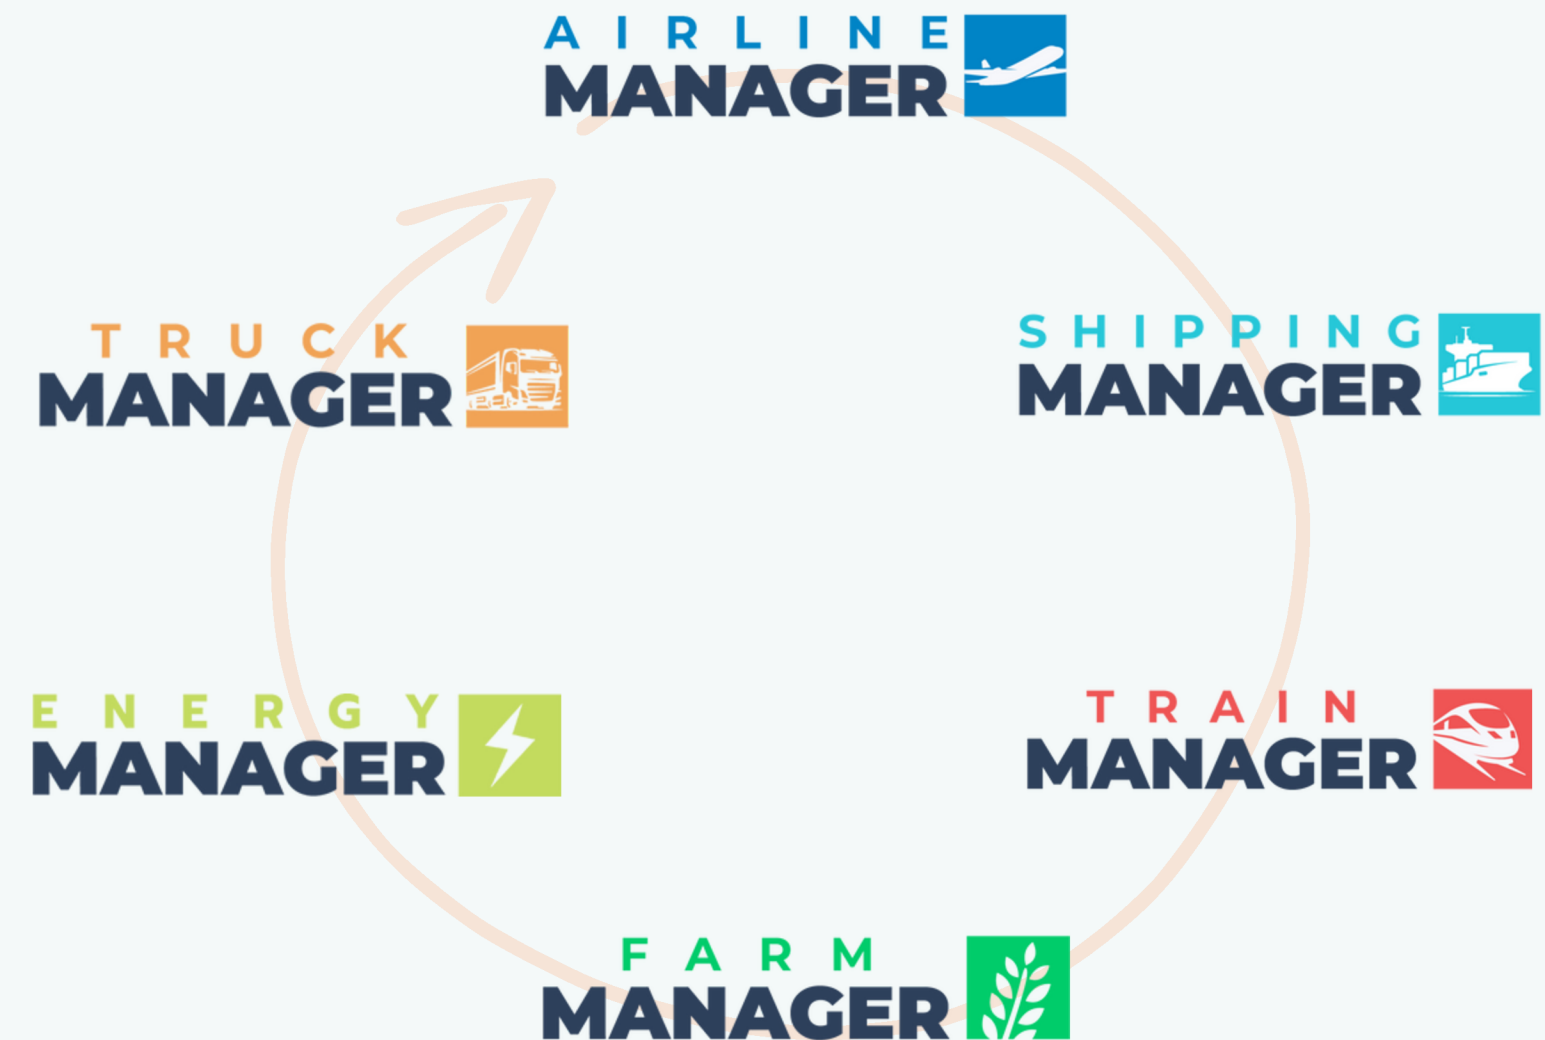 AIRLINE
MANAGER
TRUCK
MANAGER
SHIPPING
MANAGER
ENERGY
MANAGER
TRAIN
MANAGER
FARM
MANAGER